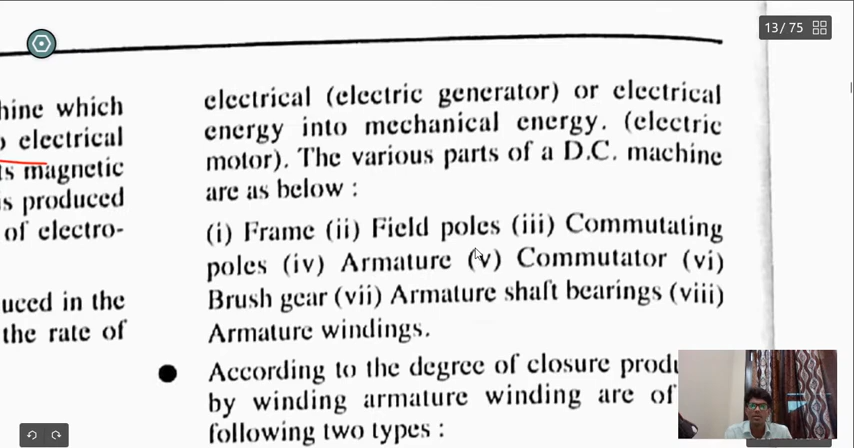 13 / 75
hine which
electrical
ts magnetic
is produced
of electro-
uced in the
the rate of
electrical (electric generator) or electrical
energy into mechanical energy. (electric
motor). The various parts of a D.C. machine
are as below :
(i) Frame (ii) Field poles (iii) Commutating
poles (iv) Armature (v) Commutator (vi)
Brush gear (vii) Armature shaft bearings (viii)
Armature windings.
● According to the degree of closure
by winding armature winding are of
following two types :